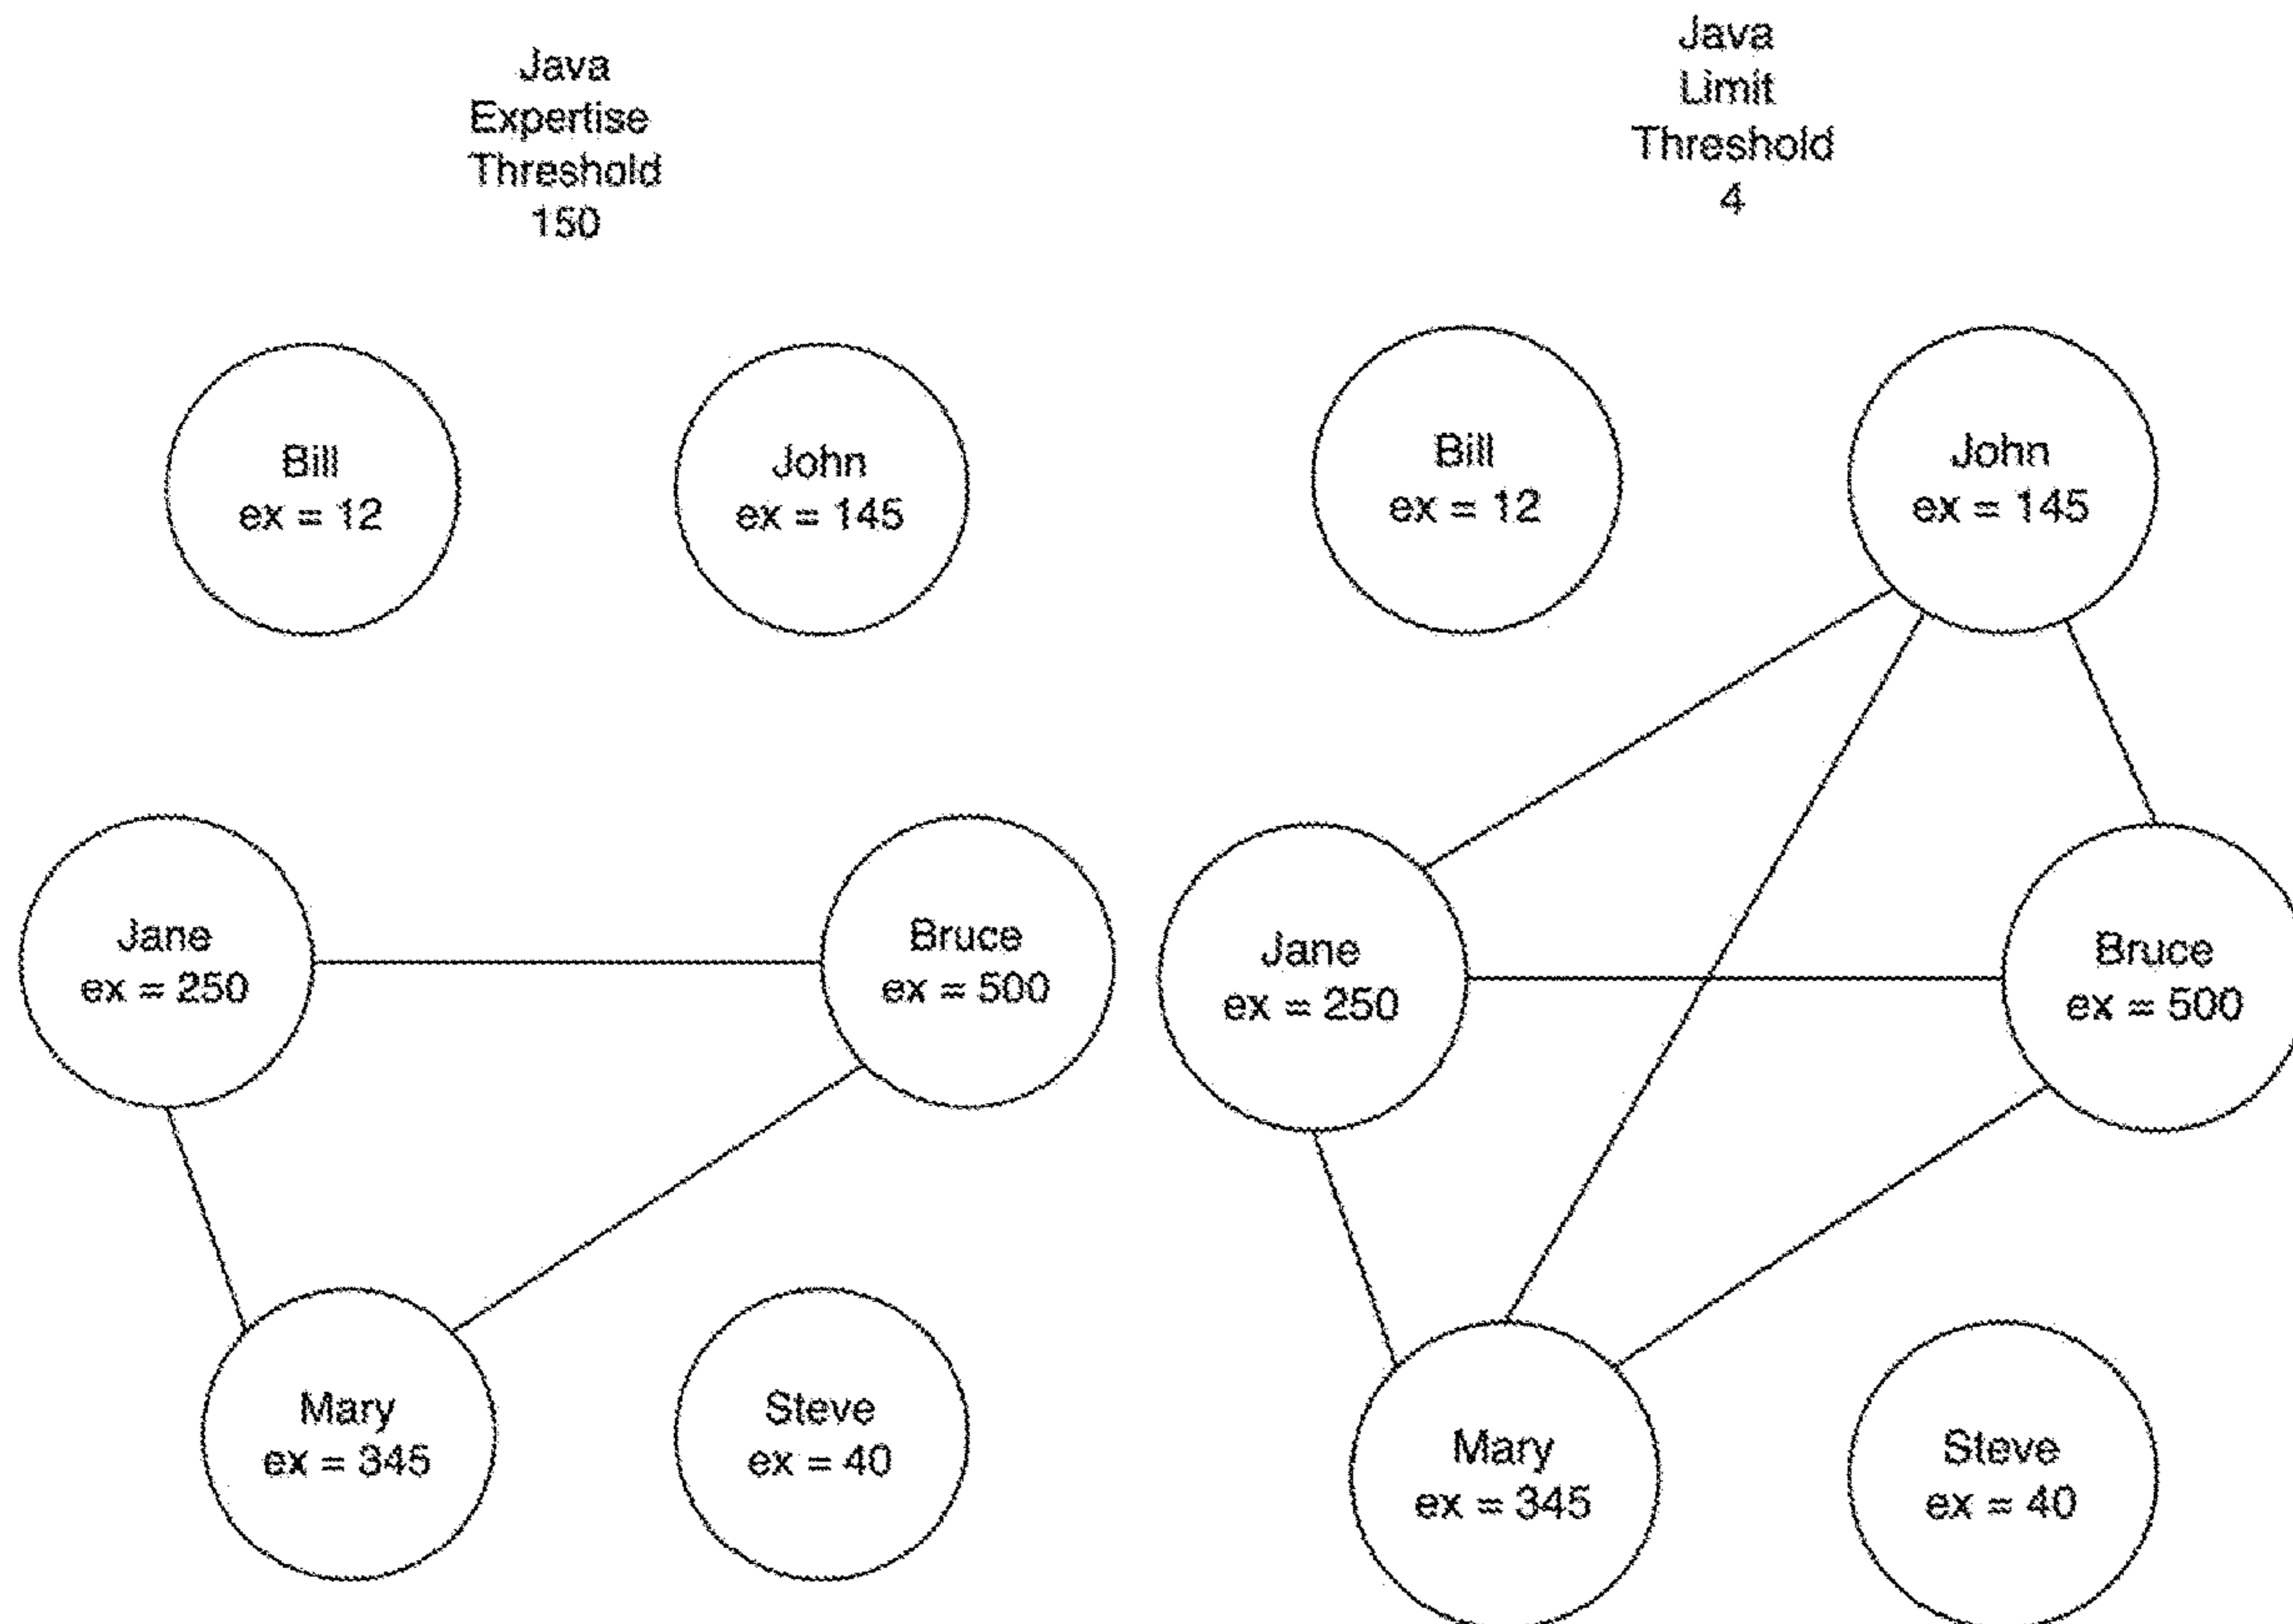 Java
Expertise
Threshold
150
Bill
ex = 12
John
ex = 145
Jane
ex = 250
Bruce
ex = 500
Mary
ex = 345
Steve
ex = 40
Java
Limit
Threshold
4
Bill
ex = 12
John
ex = 145
Jane
ex = 250
Bruce
ex = 500
Mary
ex = 345
Steve
ex = 40